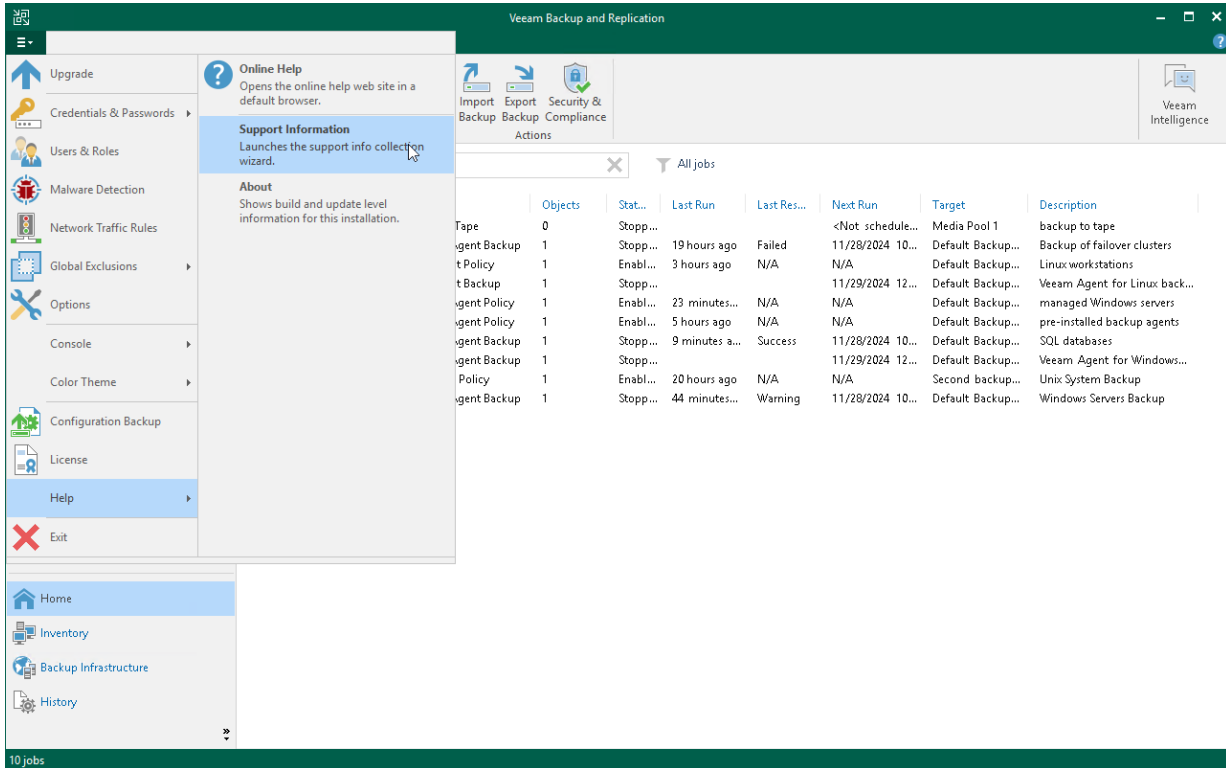 Veeam Backup and Replication
Upgrade
Credentials & Passwords
Users & Roles
Malware Detection
Network Traffic Rules
Global Exclusions
Options
Console
Color Theme
Configuration Backup
License
Help
Exit
Online Help
Opens the online help web site in a
default browser.
Support Information
Launches the support info collection
wizard.
About
Shows build and update level
information for this installation.
Import Backup
Export Backup
Security & Compliance
Actions
Veeam
Intelligence
All jobs
Objects Stat... Last Run Last Res... Next Run Target Description
Tape 0 Stopp... <Not schedule... Media Pool 1 backup to tape
gent Backup 1 Stopp... 19 hours ago Failed 11/28/2024 10... Default Backup... Backup of failover clusters
t Policy 1 Enabl... 3 hours ago N/A N/A Default Backup... Linux workstations
t Backup 1 Stopp... 11/29/2024 12... Default Backup... Veeam Agent for Linux back...
gent Policy 1 Enabl... 23 minutes... N/A N/A Default Backup... managed Windows servers
gent Policy 1 Enabl... 5 hours ago N/A N/A Default Backup... pre-installed backup agents
gent Backup 1 Stopp... 9 minutes a... Success 11/28/2024 10... Default Backup... SQL databases
gent Backup 1 Stopp... 11/29/2024 12... Default Backup... Veeam Agent for Windows...
Policy 1 Enabl... 20 hours ago N/A N/A Second backup... Unix System Backup
gent Backup 1 Stopp... 44 minutes... Warning 11/28/2024 10... Default Backup... Windows Servers Backup
Home
Inventory
Backup Infrastructure
History
10 jobs